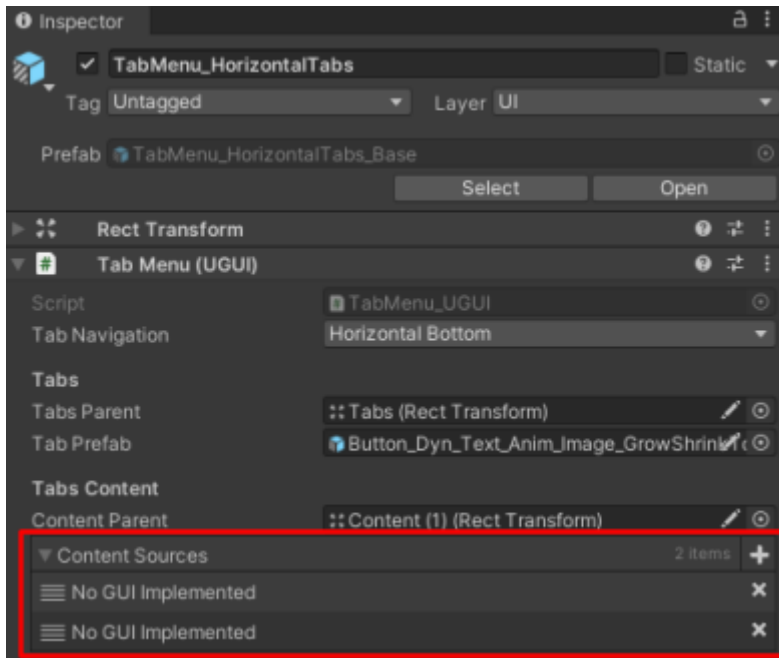 Inspector
TabMenu_HorizontalTabs Static
Tag Untagged Layer UI
Prefab TabMenu_HorizontalTabs_Base
Select Open
Rect Transform
# Tab Menu (UGUI)
Script TabMenu_UGUI
Tab Navigation Horizontal Bottom
Tabs
Tabs Parent Tabs (Rect Transform)
Tab Prefab Button_Dyn_Text_Anim_Image_GrowShrink
Tabs Content
Content Parent Content (1) (Rect Transform)
Content Sources 2 items
No GUI Implemented
No GUI Implemented